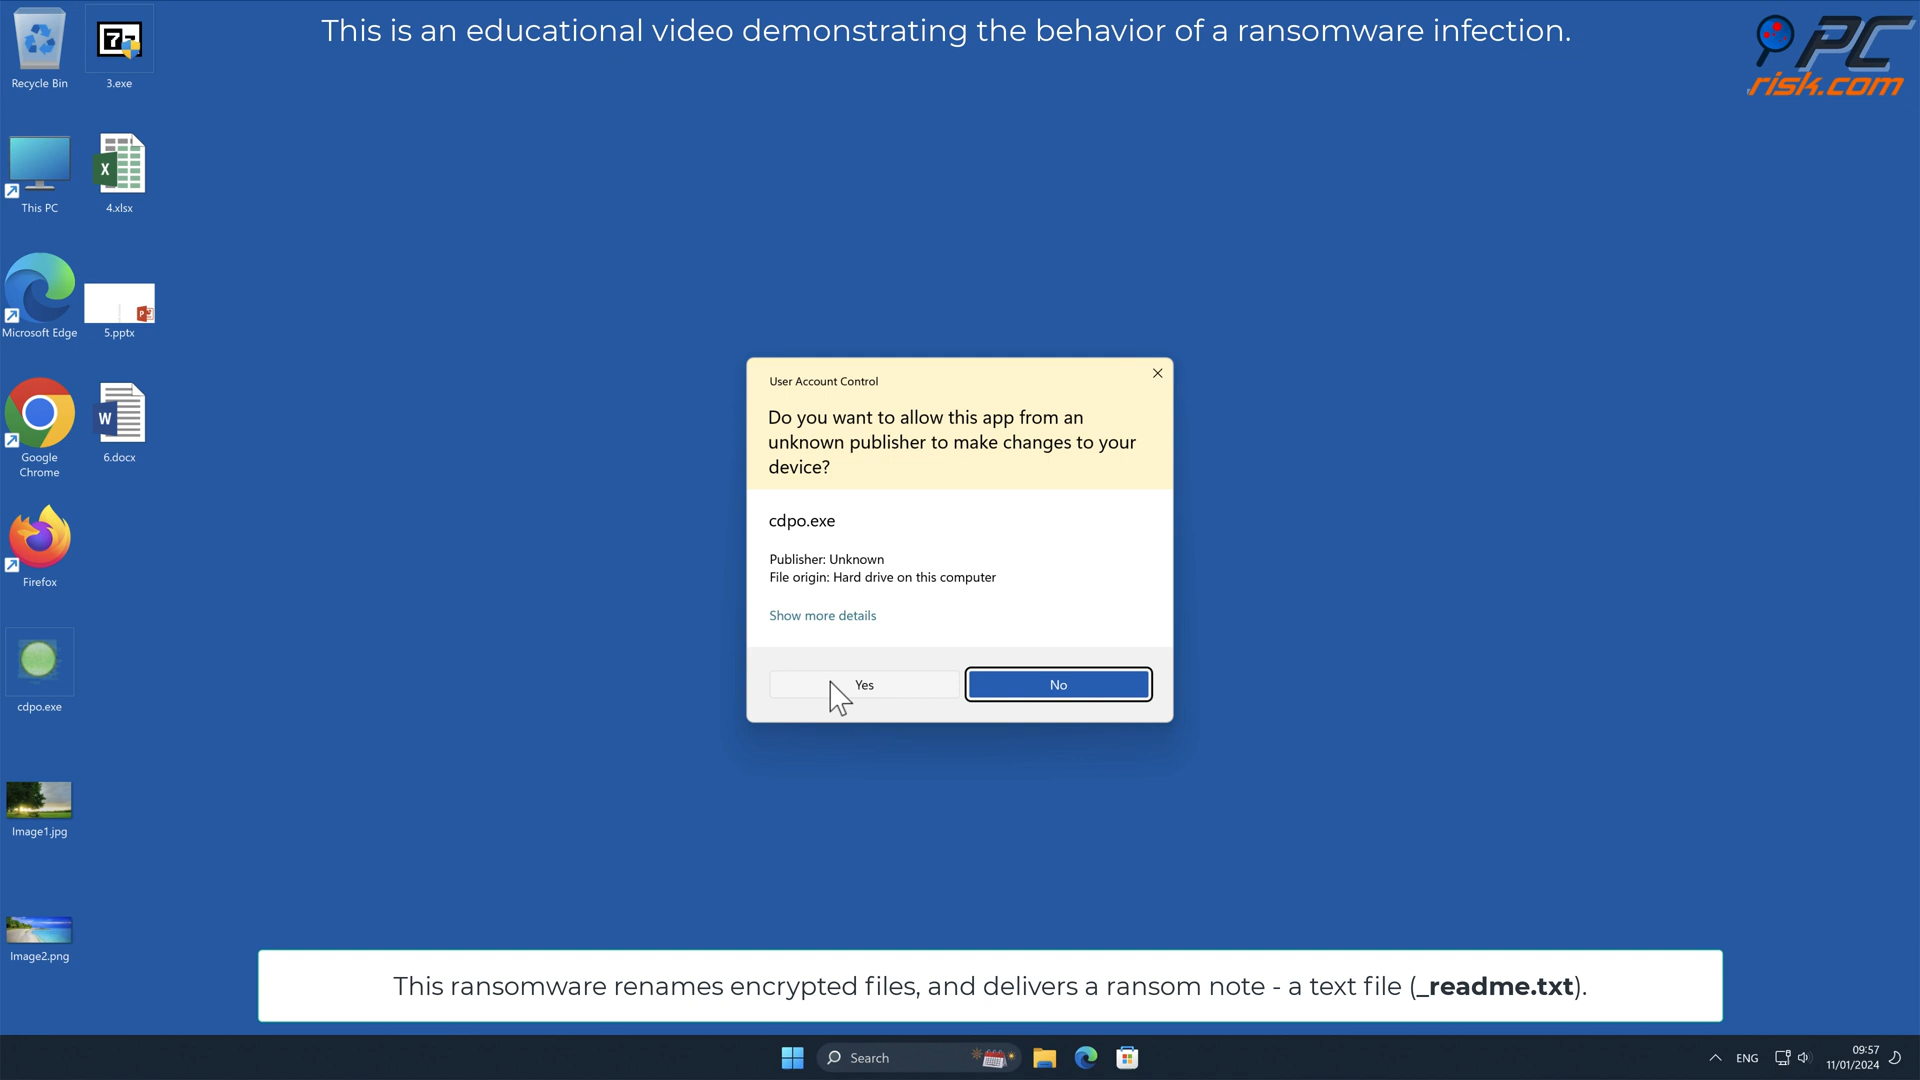 This is an educational video demonstrating the behavior of a ransomware infection.
PC
risk.com
Recycle Bin
3.exe
This PC
4.xlsx
Microsoft Edge
5.pptx
Google
Chrome
6.docx
Firefox
cdpo.exe
Image1.jpg
Image2.png
User Account Control
Do you want to allow this app from an
unknown publisher to make changes to your
device?
cdpo.exe
Publisher: Unknown
File origin: Hard drive on this computer
Show more details
Yes
No
This ransomware renames encrypted files, and delivers a ransom note - a text file (_readme.txt).
Search
ENG
09:57
11/01/2024